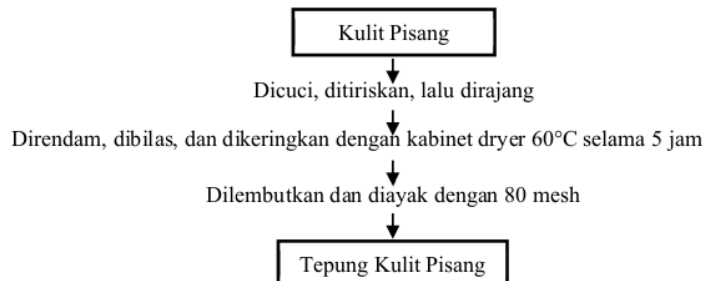 Kulit Pisang
Dicuci, ditiriskan, lalu dirajang
Direndam, dibilas, dan dikeringkan dengan kabinet dryer 60°C selama 5 jam
Dilembutkan dan diayak dengan 80 mesh
Tepung Kulit Pisang